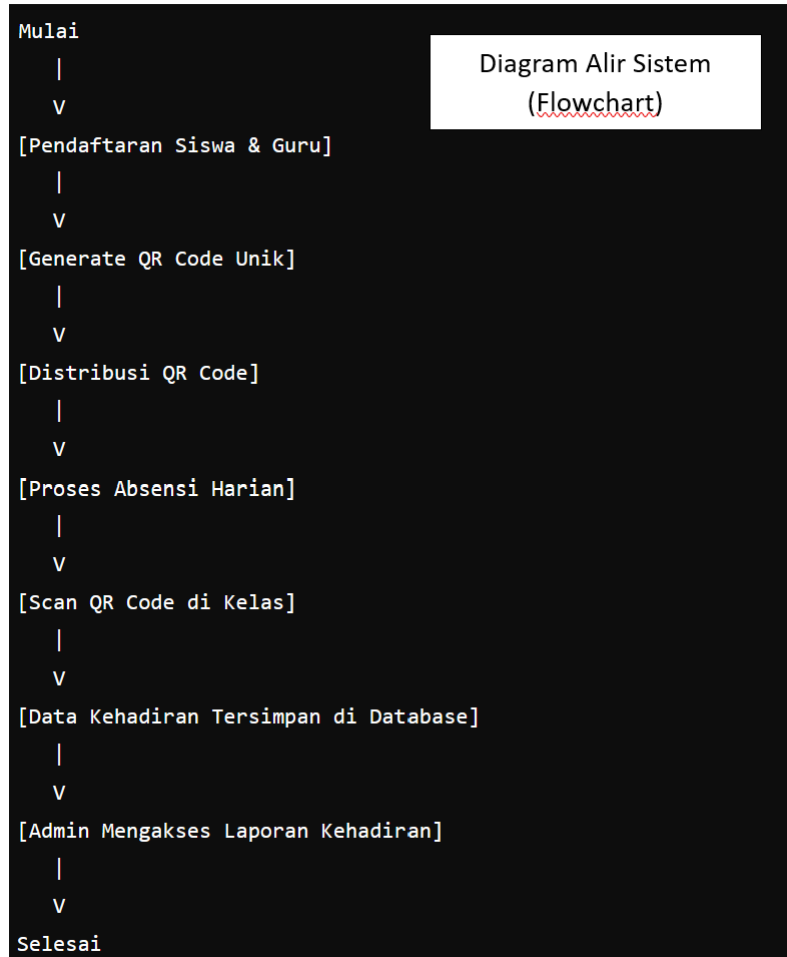 Mulai
|
V
Diagram Alir Sistem
(Flowchart)
[Pendaftaran Siswa & Guru]
|
V
[Generate QR Code Unik]
|
V
[Distribusi QR Code]
|
V
[Proses Absensi Harian]
|
V
[Scan QR Code di Kelas]
|
V
[Data Kehadiran Tersimpan di Database]
|
V
[Admin Mengakses Laporan Kehadiran]
|
V
Selesai